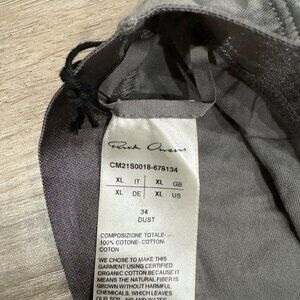 Rick Owens
CM21S0018-678134
XL IT XL GB
XL DE XL US
34
DUST
COMPOSIZIONE TOTALE-
100% COTONE- COTTON-
COTON
WE CHOSE TO MAKE THIS
GARMENT USING CERTIFIED
ORGANIC COTTON BECAUSE IT
MEANS THE NATURAL FIBER IS
GROWN WITHOUT HARMFUL
CHEMICALS, WHICH LEAVES